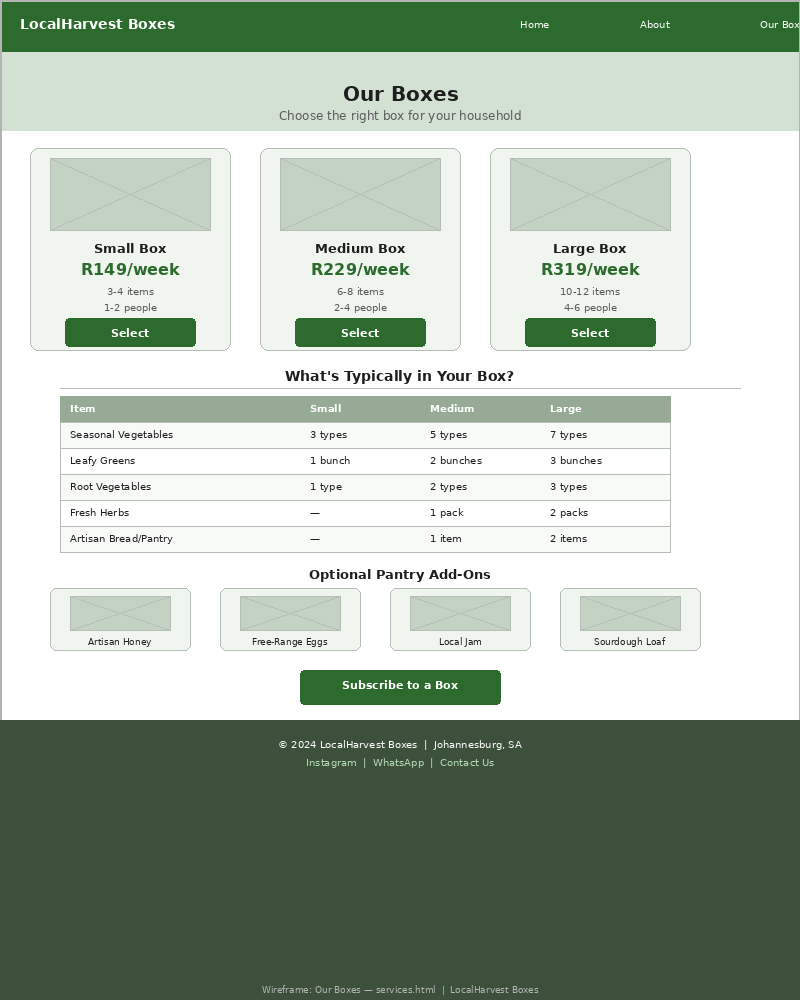 LocalHarvest Boxes Home About Our Box
Our Boxes
Choose the right box for your household
Small Box
R149/week
3-4 items
1-2 people
Select
Medium Box
R229/week
6-8 items
2-4 people
Select
Large Box
R319/week
10-12 items
4-6 people
Select
What's Typically in Your Box?
Item Small Medium Large
Seasonal Vegetables 3 types 5 types 7 types
Leafy Greens 1 bunch 2 bunches 3 bunches
Root Vegetables 1 type 2 types 3 types
Fresh Herbs — 1 pack 2 packs
Artisan Bread/Pantry — 1 item 2 items
Optional Pantry Add-Ons
Artisan Honey Free-Range Eggs Local Jam Sourdough Loaf
Subscribe to a Box
© 2024 LocalHarvest Boxes | Johannesburg, SA
Instagram | WhatsApp | Contact Us
Wireframe: Our Boxes — services.html | LocalHarvest Boxes